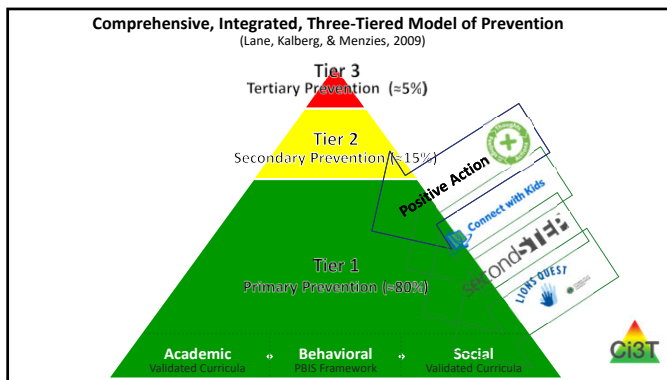 Comprehensive, Integrated, Three-Tiered Model of Prevention
(Lane, Kalberg, & Menzies, 2009)
Tier 3
Tertiary Prevention (≈5%)
Tier 2
Secondary Prevention (≈15%)
Positive Action
Connect with Kids
secondSTEP
LIONS QUEST
Tier 1
Primary Prevention (≈80%)
Academic
Behavioral
Social
Validated Curricula
PBIS Framework
Validated Curricula
Ci3T